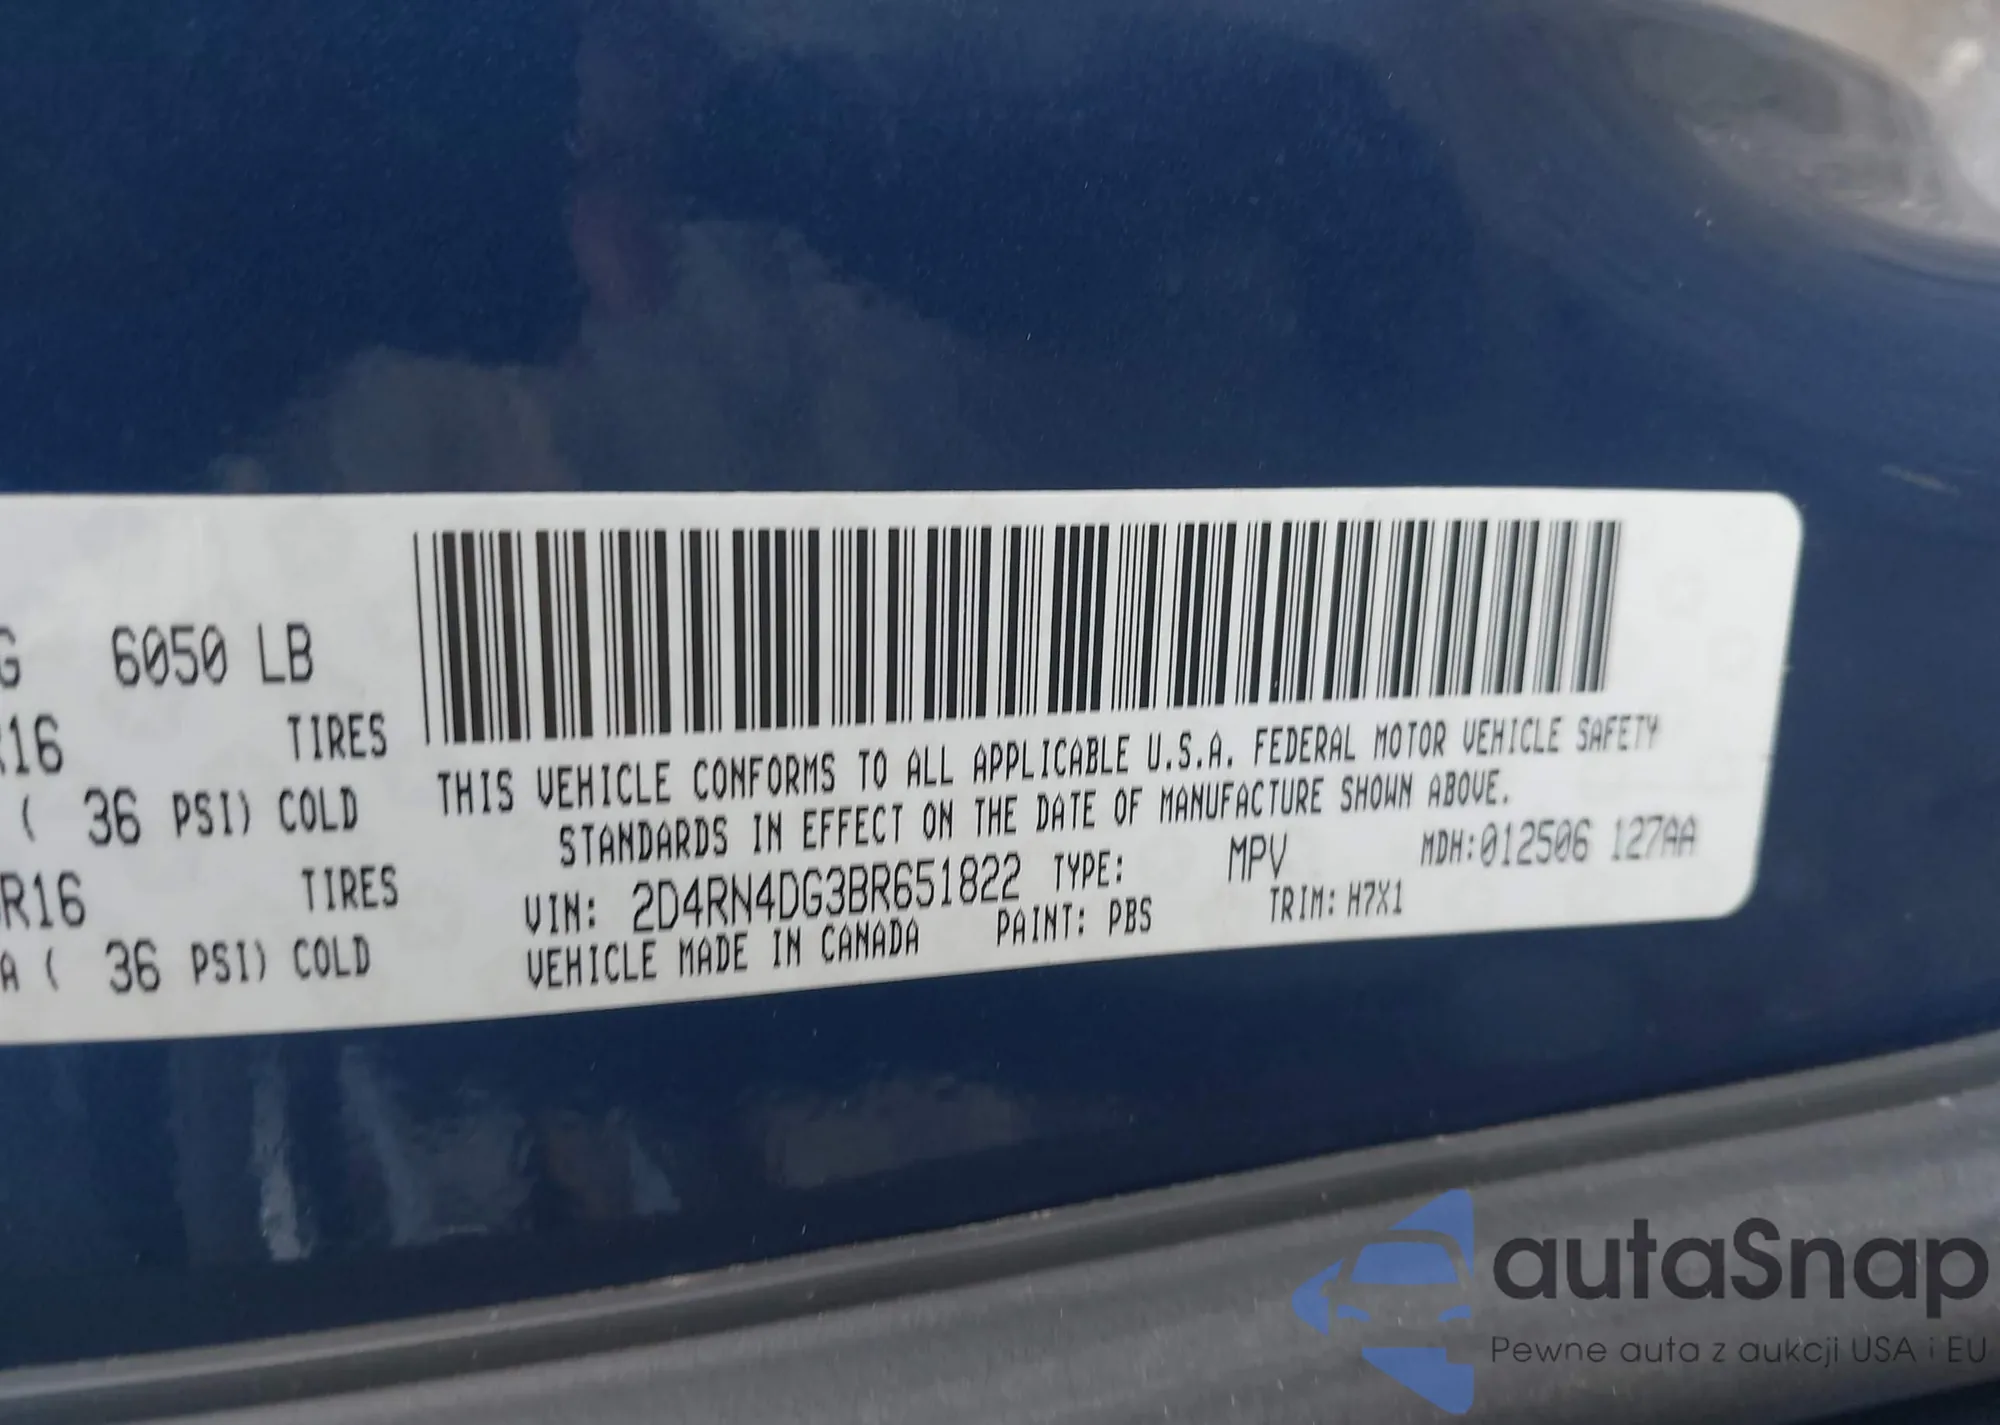 G 6050 LB
R16 TIRES
( 36 PSI) COLD
R16 TIRES
A ( 36 PSI) COLD
THIS VEHICLE CONFORMS TO ALL APPLICABLE U.S.A. FEDERAL MOTOR VEHICLE SAFETY
STANDARDS IN EFFECT ON THE DATE OF MANUFACTURE SHOWN ABOVE.
VIN: 2D4RN4DG3BR651822 TYPE: MPV MDH:012506 127AA
VEHICLE MADE IN CANADA PAINT: PBS TRIM: H7X1
autaSnap
Pewne auta z aukcji USA i EU